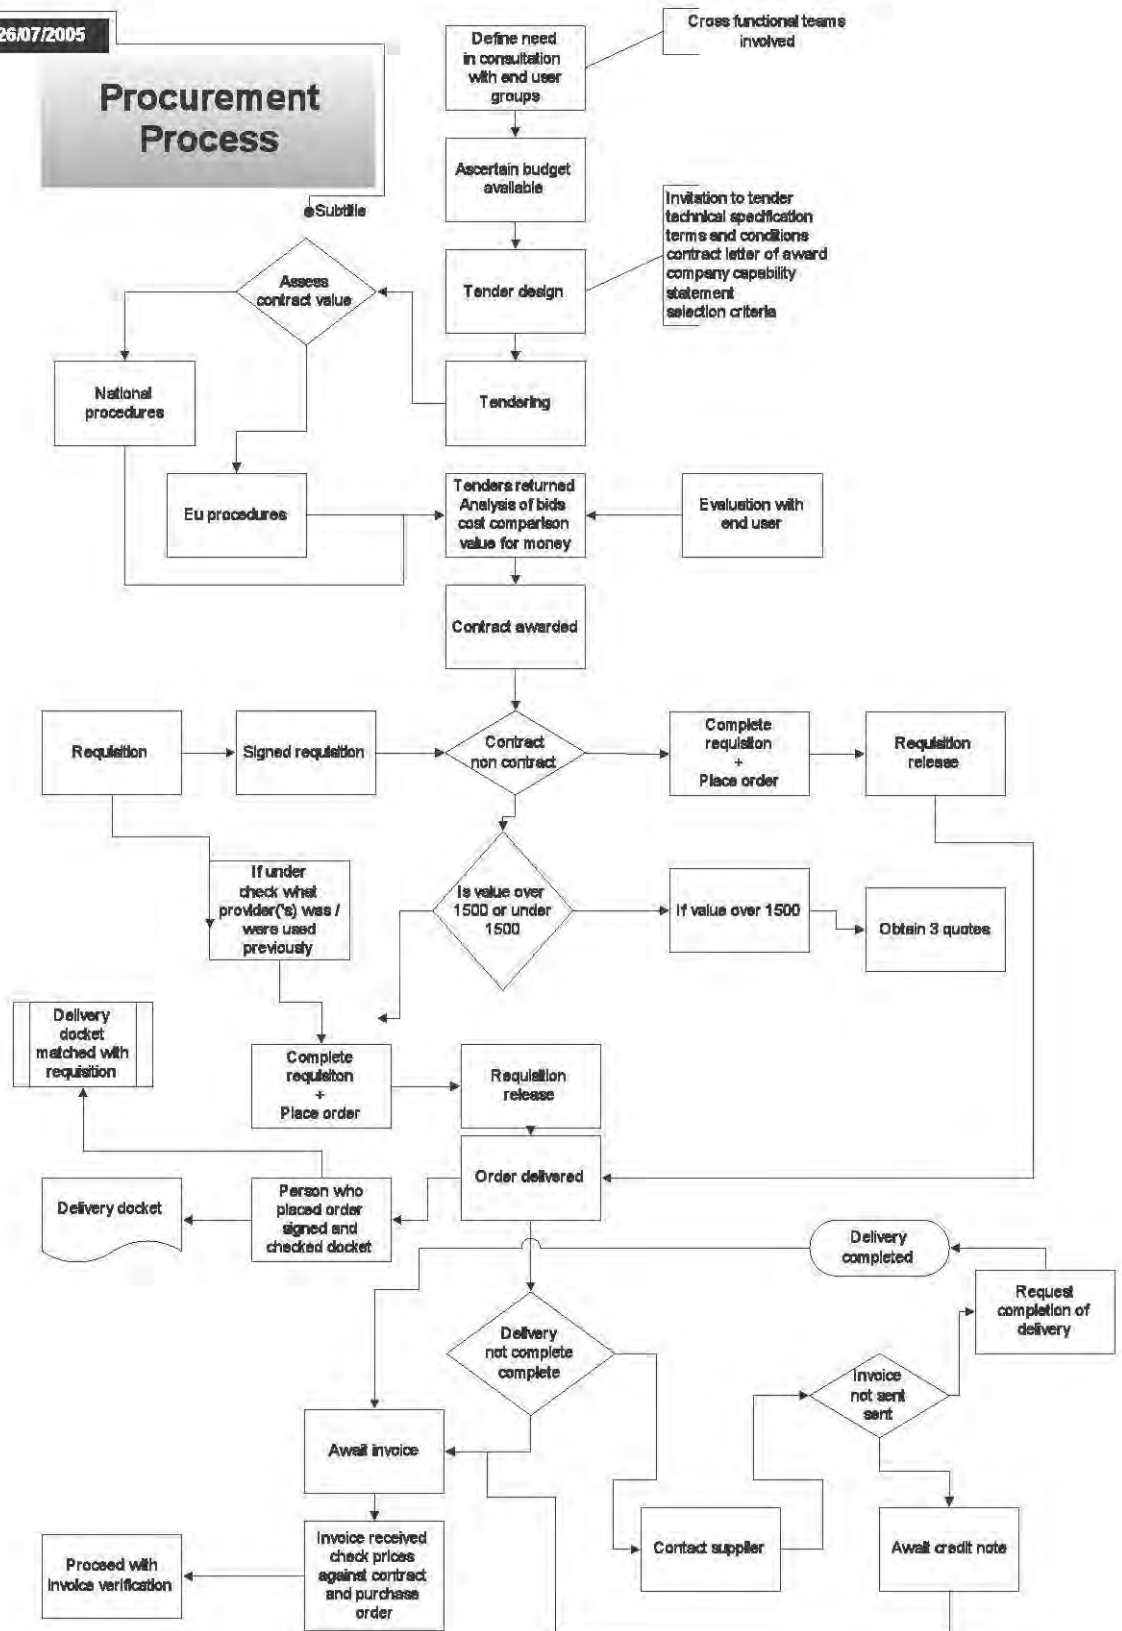 26/07/2005
Procurement
Process
Subtitle
Define need
in consultation
with end user
groups
Cross functional teams
involved
Ascertain budget
available
Invitation to tender
technical specification
terms and conditions
contract letter of award
company capability
statement
selection criteria
Tender design
Assess
contract value
National
procedures
Tendering
Eu procedures
Tenders returned
Analysis of bids
cost comparison
value for money
Evaluation with
end user
Contract awarded
Requisition
Signed requisition
Contract
non contract
Complete
requisiton
+
Place order
Requisition
release
If under
check what
provider('s) was /
were used
previously
Is value over
1500 or under
1500
If value over 1500
Obtain 3 quotes
Delivery
docket
matched with
requisition
Complete
requisiton
+
Place order
Requisition
release
Delivery docket
Person who
placed order
signed and
checked docket
Order delivered
Delivery
completed
Request
completion of
delivery
Delivery
not complete
complete
Invoice
not sent
sent
Await invoice
Contact supplier
Await credit note
Proceed with
Invoice verification
Invoice received
check prices
against contract
and purchase
order